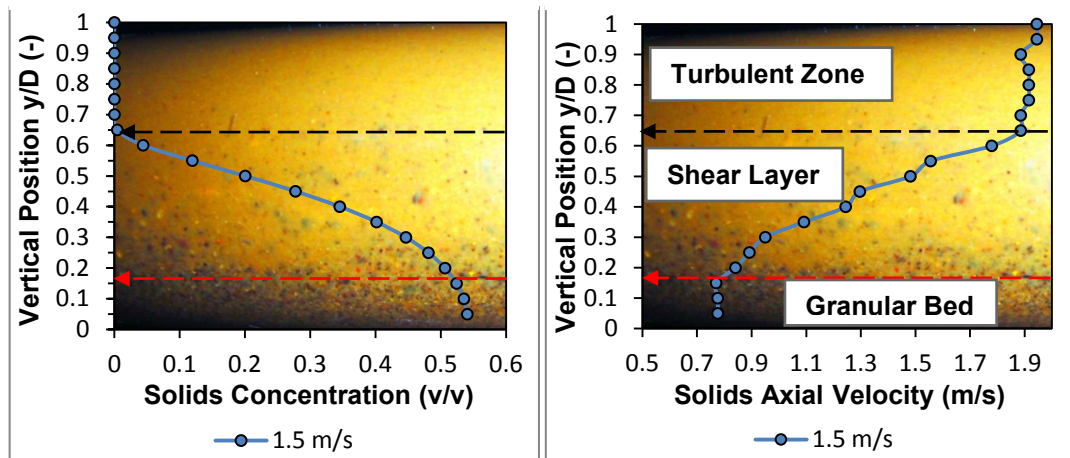 Vertical Position y/D (-)
1
0.9
0.8
0.7
0.6
0.5
0.4
0.3
0.2
0.1
0
0 0.1 0.2 0.3 0.4 0.5 0.6
Solids Concentration (v/v)
1.5 m/s
Vertical Position y/D (-)
1
0.9
0.8
0.7
0.6
0.5
0.4
0.3
0.2
0.1
0
Turbulent Zone
Shear Layer
Granular Bed
0.5 0.7 0.9 1.1 1.3 1.5 1.7 1.9
Solids Axial Velocity (m/s)
1.5 m/s